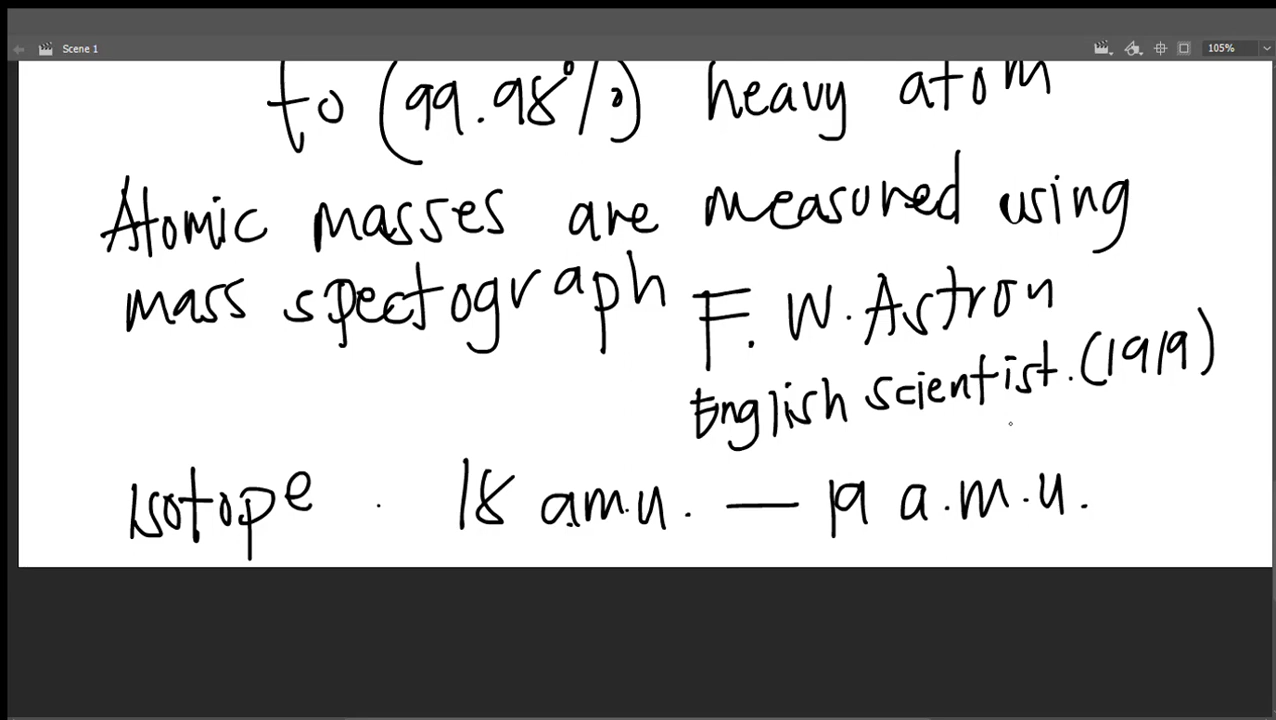 Scene 1
105%
to (99.98%) heavy atom
Atomic masses are measured using
mass spectograph F. W. Astron
English scientist. (1919)
Isotope . 18 a.m.u. — 19 a.m.u.